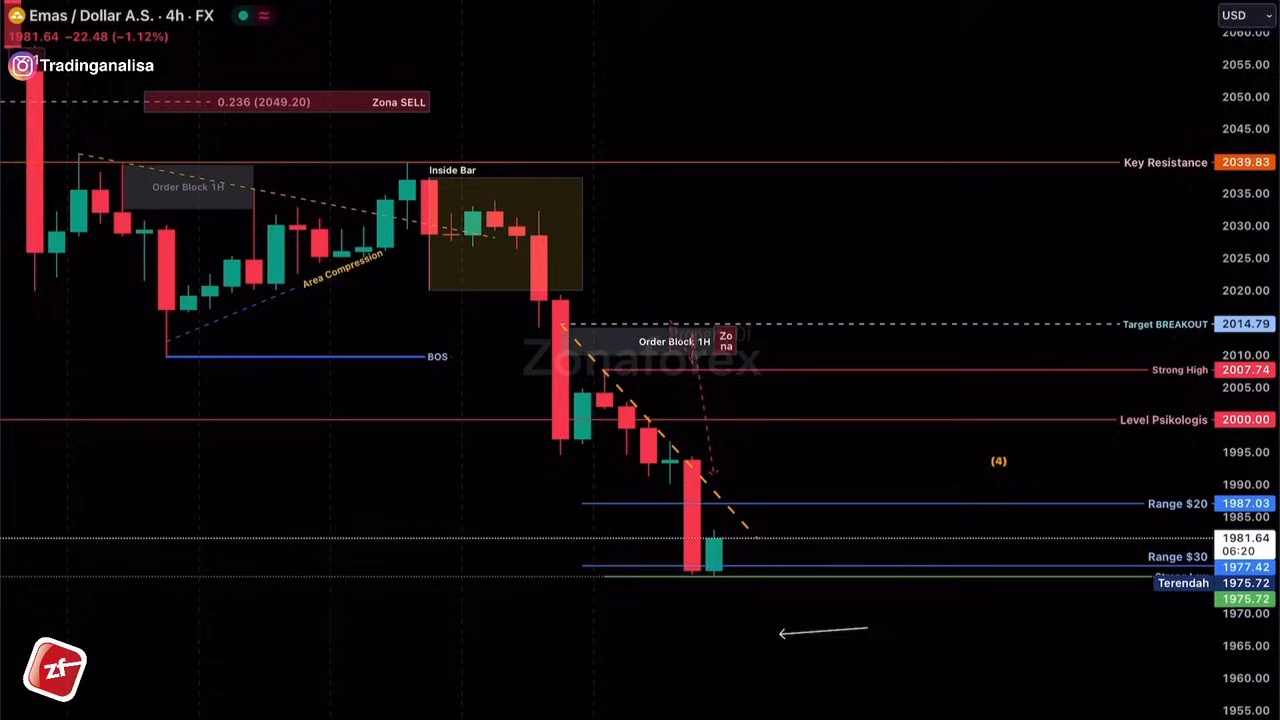 Emas / Dollar A.S. · 4h · FX
1981.64 −22.48 (−1.12%)
Tradinganalisa
USD
2060.00
2055.00
2050.00
2045.00
Key Resistance 2039.83
2035.00
2030.00
2025.00
2020.00
Target BREAKOUT 2014.79
2010.00
Strong High 2007.74
2005.00
Level Psikologis 2000.00
1995.00
1990.00
Range $20 1987.03
1985.00
1981.64
06:20
Range $30 1977.42
Terendah 1975.72
1975.72
1970.00
1965.00
1960.00
1955.00
0.236 (2049.20) Zona SELL
Order Block 1H
Inside Bar
Area Compression
BOS
Order Block 1H
Zo
na
Zonaforex
(4)
zf